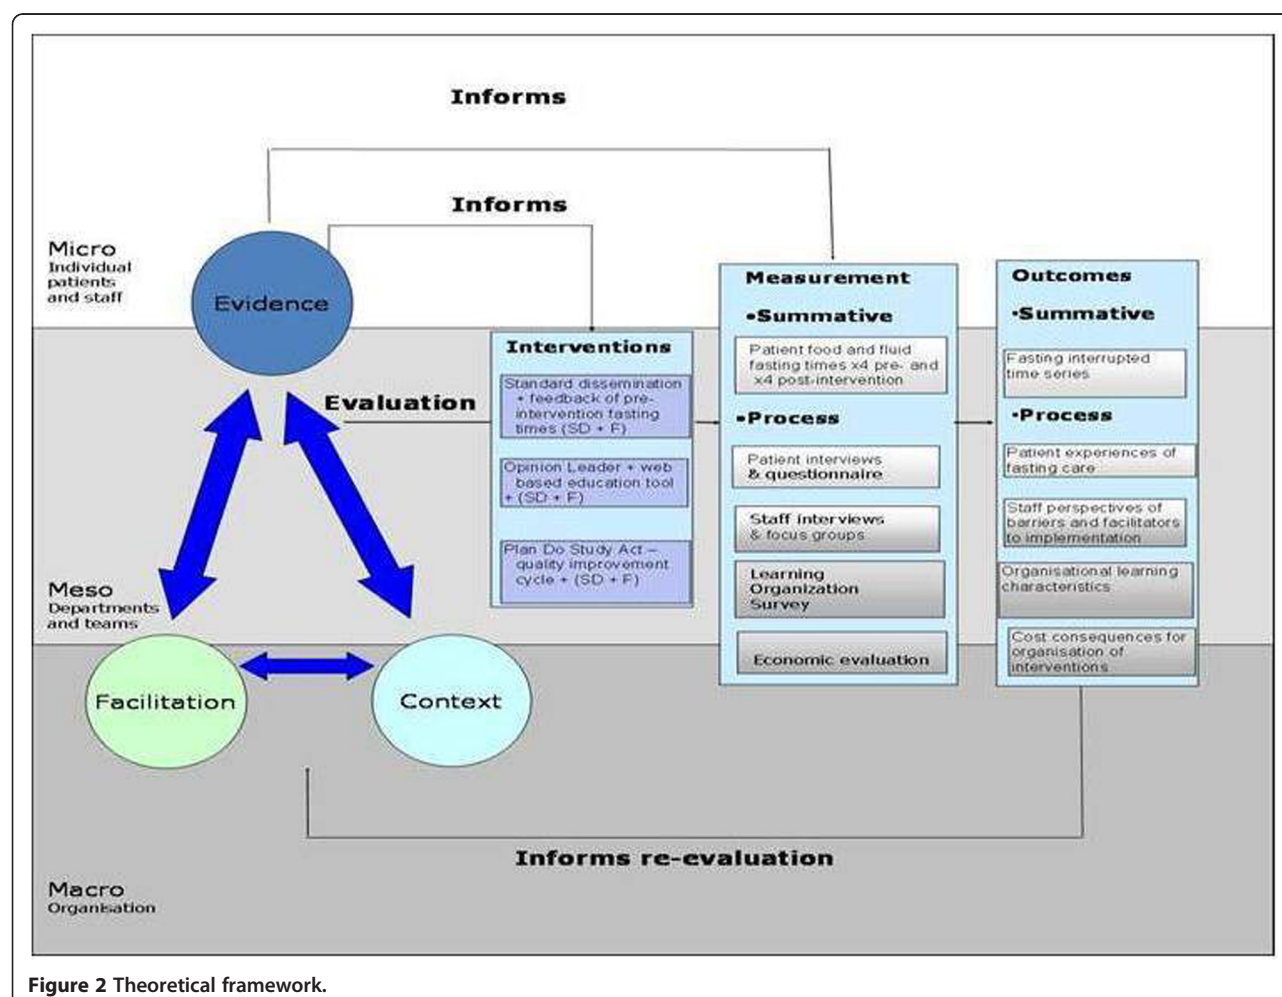 Informs
Informs
Micro
Individual
patients
and staff
Evidence
Evaluation
Meso
Departments
and teams
Facilitation
Context
Interventions
Standard dissemination
+ feedback of pre-
intervention fasting
times (SD + F)
Opinion Leader + web
based education tool
+ (SD + F)
Plan Do Study Act –
quality improvement
cycle + (SD + F)
Measurement
•Summative
Patient food and fluid
fasting times x4 pre- and
x4 post-intervention
•Process
Patient interviews
& questionnaire
Staff interviews
& focus groups
Learning
Organization
Survey
Economic evaluation
Outcomes
•Summative
Fasting interrupted
time series
•Process
Patient experiences of
fasting care
Staff perspectives of
barriers and facilitators
to implementation
Organisational learning
characteristics
Cost consequences for
organisation of
interventions
Informs re-evaluation
Macro
Organisation
Figure 2 Theoretical framework.